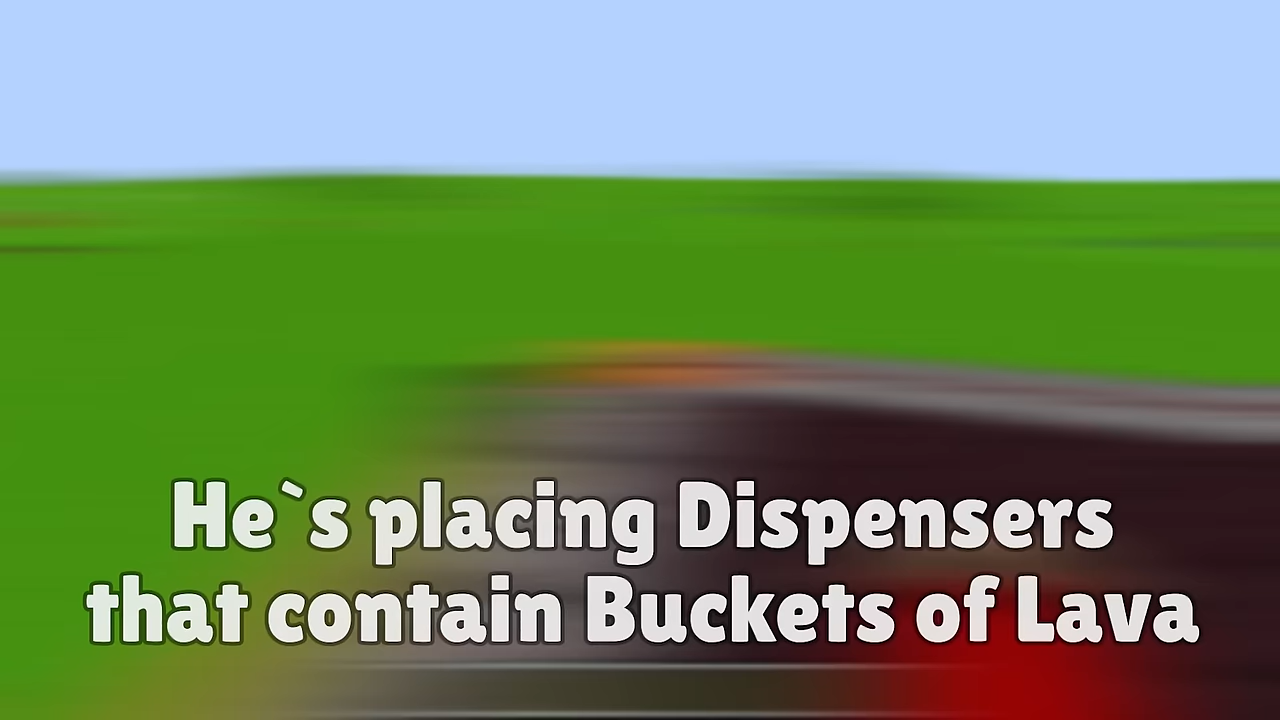 He`s placing Dispensers
that contain Buckets of Lava